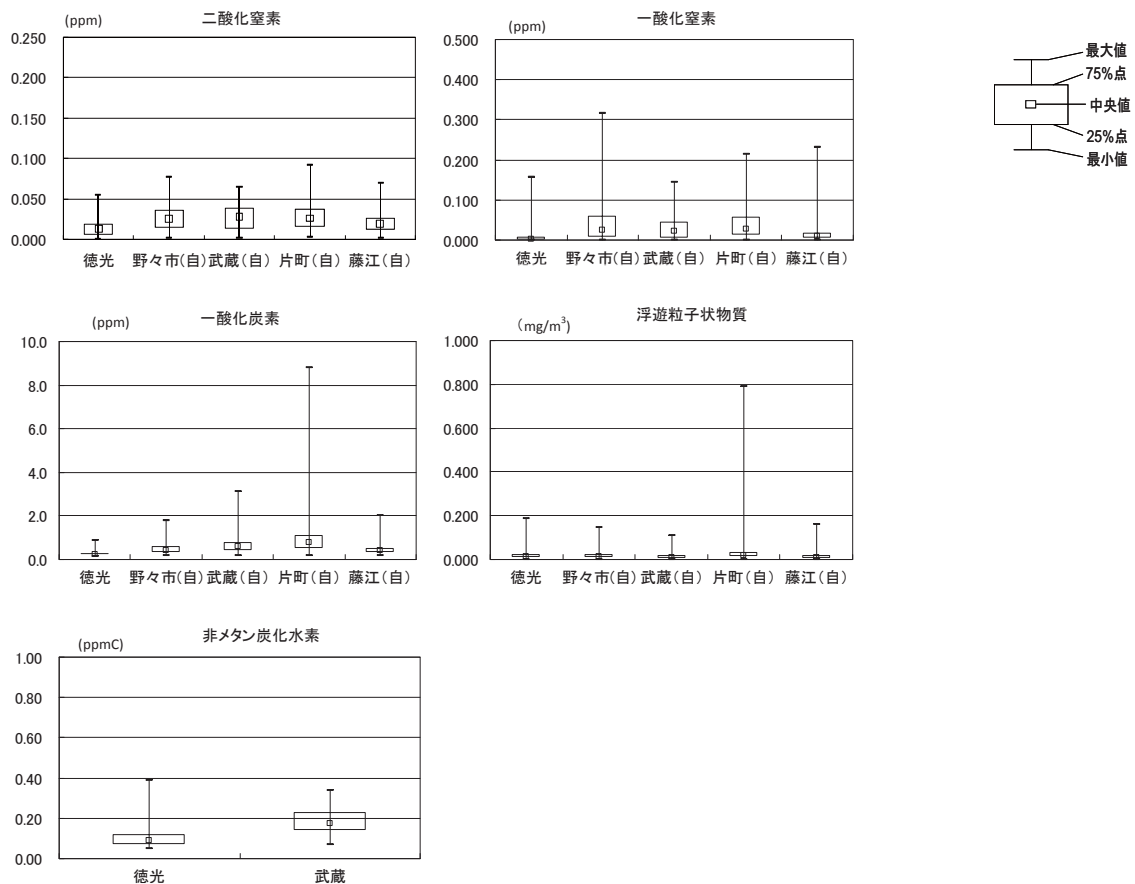 (ppm) 二酸化窒素
0.250
0.200
0.150
0.100
0.050
0.000
徳光 野々市(自) 武蔵(自) 片町(自) 藤江(自)
(ppm) 一酸化窒素
0.500
0.400
0.300
0.200
0.100
0.000
徳光 野々市(自) 武蔵(自) 片町(自) 藤江(自)
最大値
75%点
中央値
25%点
最小値
(ppm) 一酸化炭素
10.0
8.0
6.0
4.0
2.0
0.0
徳光 野々市(自) 武蔵(自) 片町(自) 藤江(自)
(mg/m³) 浮遊粒子状物質
1.000
0.800
0.600
0.400
0.200
0.000
徳光 野々市(自) 武蔵(自) 片町(自) 藤江(自)
(ppmC) 非メタン炭化水素
1.00
0.80
0.60
0.40
0.20
0.00
徳光 武蔵